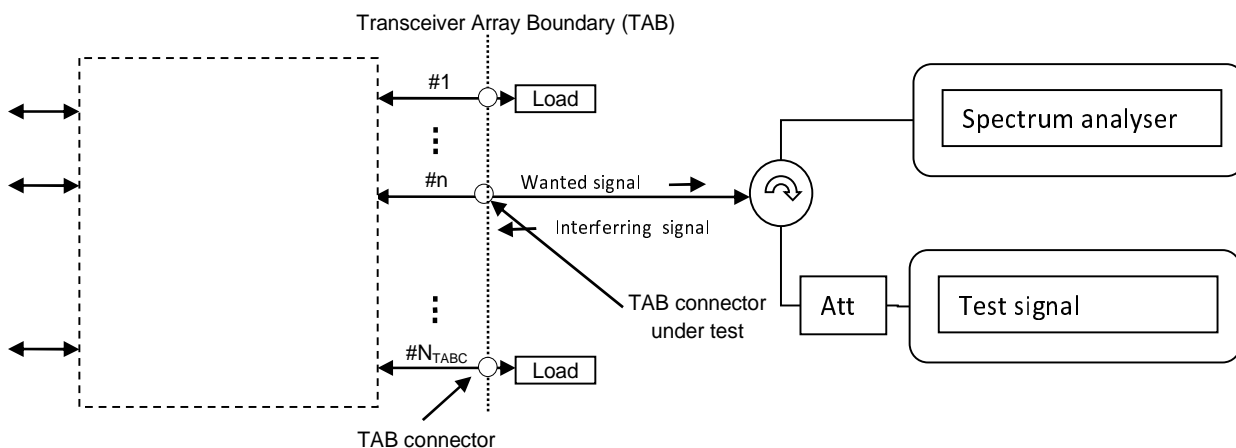 Transceiver Array Boundary (TAB)
#1
Load
Spectrum analyser
#n
Wanted signal
Interferring signal
TAB connector
under test
Att
Test signal
#N_TABC
Load
TAB connector